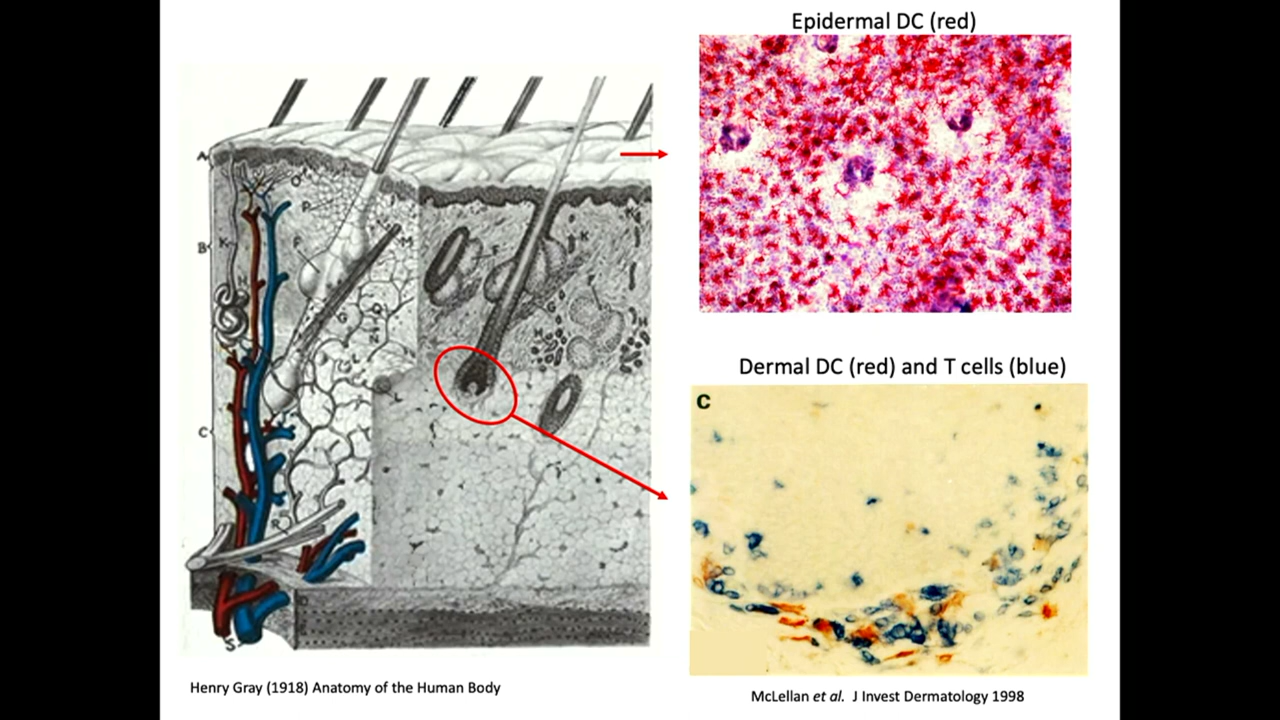 Epidermal DC (red)
Dermal DC (red) and T cells (blue)
C
A
B
C
K
P
F
M
G
Q
N
L
R
S
F
K
G
H
H
L
Henry Gray (1918) Anatomy of the Human Body
McLellan et al. J Invest Dermatology 1998